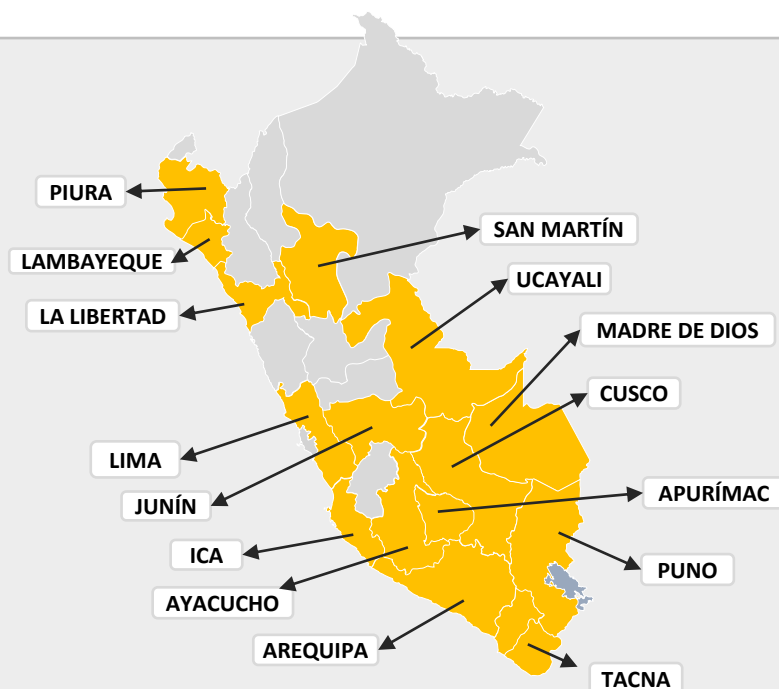 PIURA
SAN MARTÍN
LAMBAYEQUE
UCAYALI
LA LIBERTAD
MADRE DE DIOS
CUSCO
LIMA
APURÍMAC
JUNÍN
ICA
PUNO
AYACUCHO
AREQUIPA
TACNA